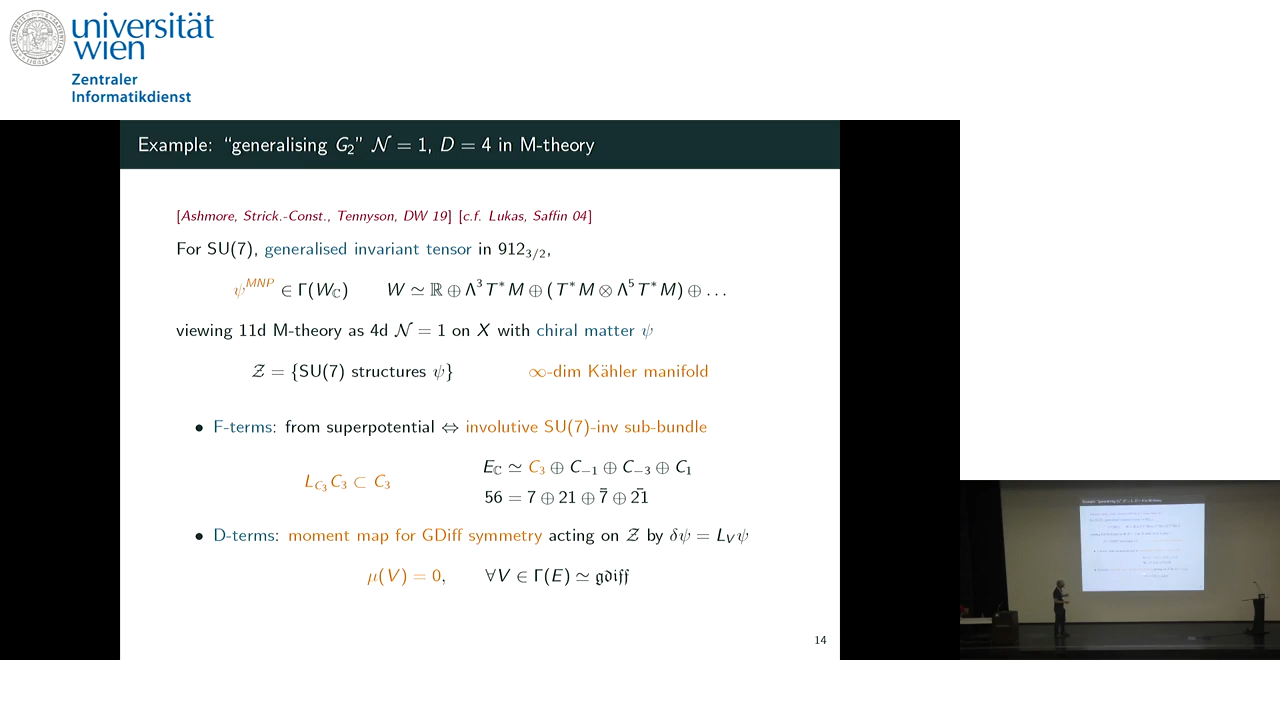 universität
wien
Zentraler
Informatikdienst
Example: “generalising G₂” 𝒩 = 1, D = 4 in M-theory
[Ashmore, Strick.-Const., Tennyson, DW 19] [c.f. Lukas, Saffin 04]
For SU(7), generalised invariant tensor in 912₃/₂,
ψᴹᴺᴾ ∈ Γ(W_ℂ) W ≃ ℝ ⊕ Λ³T*M ⊕ (T*M ⊗ Λ⁵T*M) ⊕ ...
viewing 11d M-theory as 4d 𝒩 = 1 on X with chiral matter ψ
𝒵 = {SU(7) structures ψ} ∞-dim Kähler manifold
• F-terms: from superpotential ⇔ involutive SU(7)-inv sub-bundle
E_ℂ ≃ C₃ ⊕ C₋₁ ⊕ C₋₃ ⊕ C₁
L_{C₃}C₃ ⊂ C₃
56 = 7 ⊕ 21 ⊕ 7̄ ⊕ 2̄1̄
• D-terms: moment map for GDiff symmetry acting on 𝒵 by δψ = L_Vψ
μ(V) = 0, ∀V ∈ Γ(E) ≃ 𝔤𝔡𝔦𝔣𝔣
14